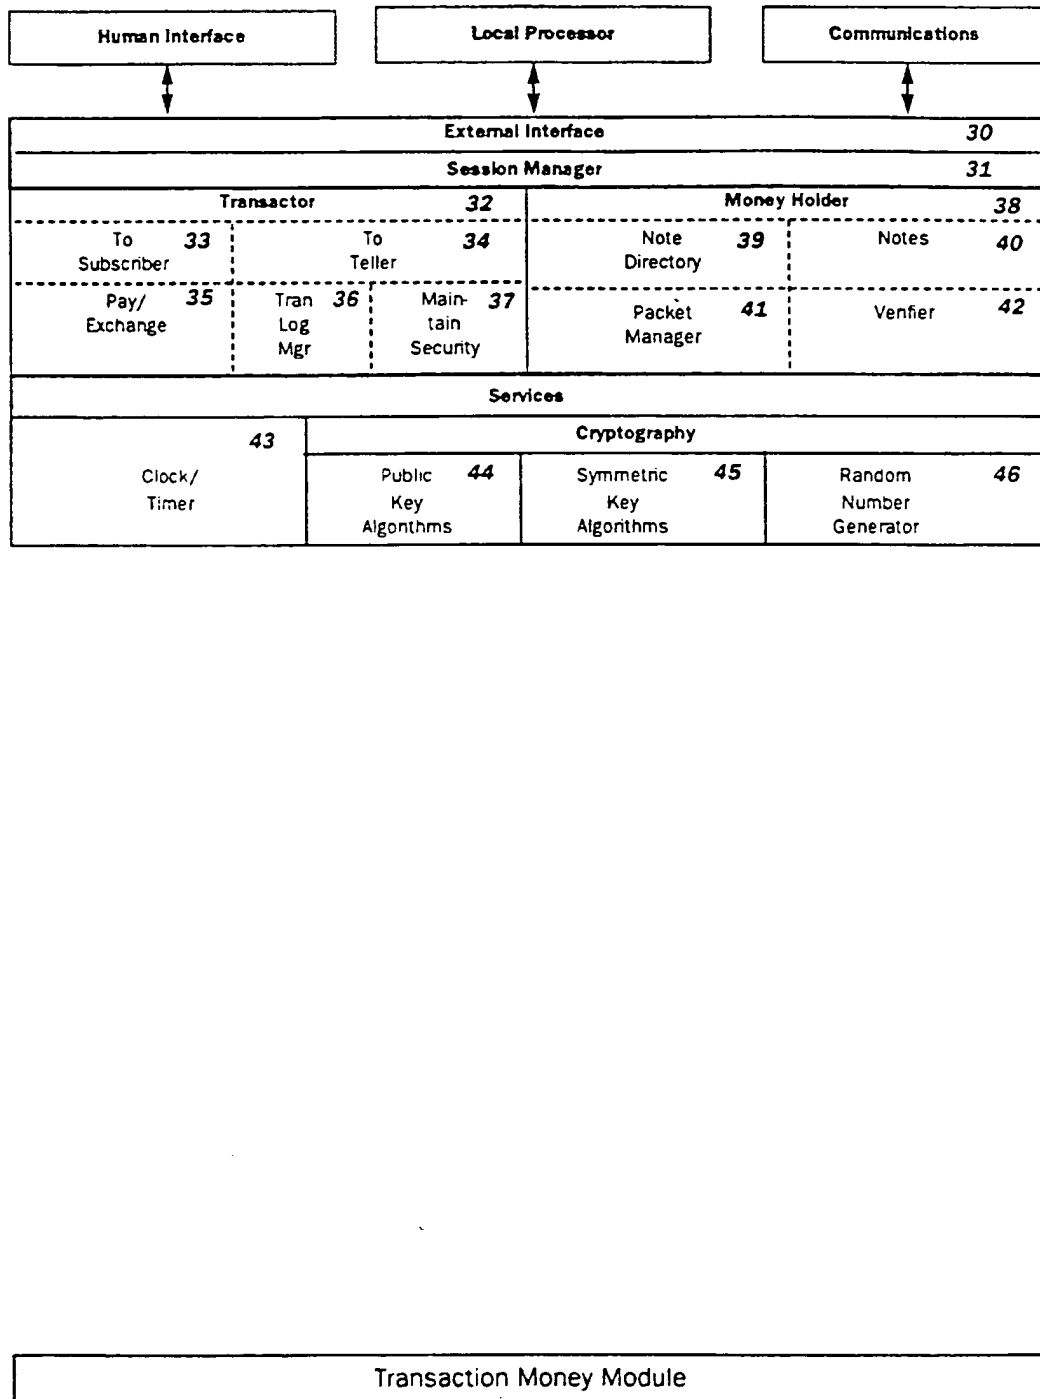 Human Interface
Local Processor
Communications
External Interface 30
Session Manager 31
Transactor 32
Money Holder 38
To 33
Subscriber
To 34
Teller
Note 39
Directory
Notes 40
Pay/ 35
Exchange
Tran 36
Log
Mgr
Main- 37
tain
Security
Packet 41
Manager
Verifier 42
Services
43
Clock/
Timer
Cryptography
Public 44
Key
Algorithms
Symmetric 45
Key
Algorithms
Random 46
Number
Generator
Transaction Money Module